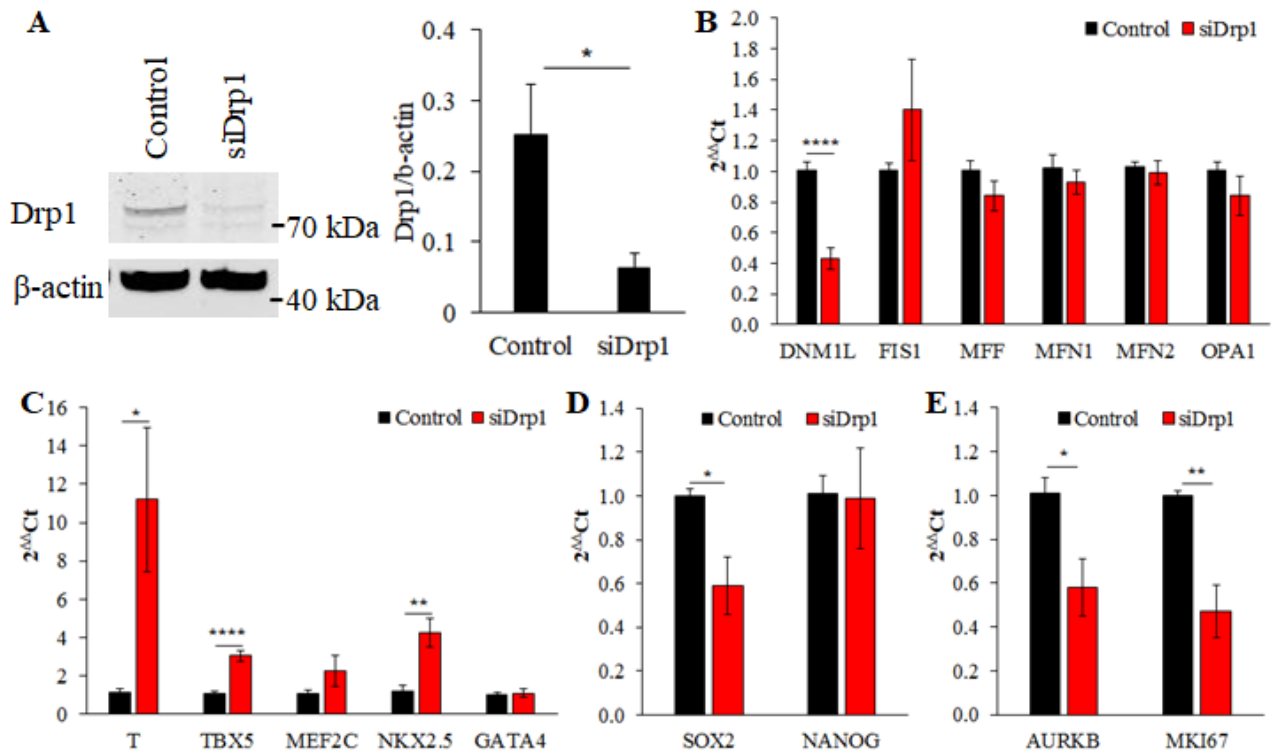 A
Control
siDrp1
Drp1
70 kDa
β-actin
40 kDa
Drp1/b-actin
0.4
0.3
0.2
0.1
0
*
Control siDrp1
B
Control siDrp1
2^ΔΔCt
2.0
1.8
1.6
1.4
1.2
1.0
0.8
0.6
0.4
0.2
0.0
****
DNM1L FIS1 MFF MFN1 MFN2 OPA1
C
Control siDrp1
2^ΔΔCt
16
14
12
10
8
6
4
2
0
*
****
**
T TBX5 MEF2C NKX2.5 GATA4
D
Control siDrp1
2^ΔΔCt
1.4
1.2
1.0
0.8
0.6
0.4
0.2
0.0
*
SOX2 NANOG
E
Control siDrp1
2^ΔΔCt
1.4
1.2
1.0
0.8
0.6
0.4
0.2
0.0
*
**
AURKB MKI67